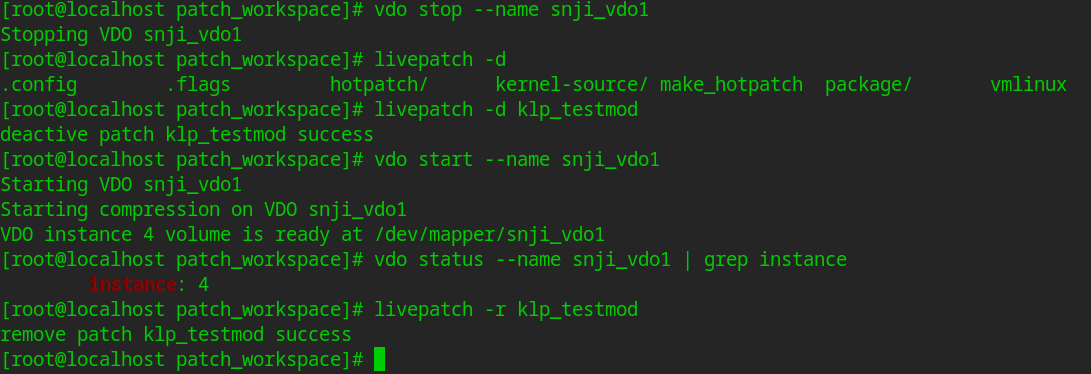 [root@localhost patch_workspace]# vdo stop --name snji_vdo1
Stopping VDO snji_vdo1
[root@localhost patch_workspace]# livepatch -d
.config        .flags         hotpatch/      kernel-source/ make_hotpatch  package/       vmlinux
[root@localhost patch_workspace]# livepatch -d klp_testmod
deactive patch klp_testmod success
[root@localhost patch_workspace]# vdo start --name snji_vdo1
Starting VDO snji_vdo1
Starting compression on VDO snji_vdo1
VDO instance 4 volume is ready at /dev/mapper/snji_vdo1
[root@localhost patch_workspace]# vdo status --name snji_vdo1 | grep instance
        instance: 4
[root@localhost patch_workspace]# livepatch -r klp_testmod
remove patch klp_testmod success
[root@localhost patch_workspace]#